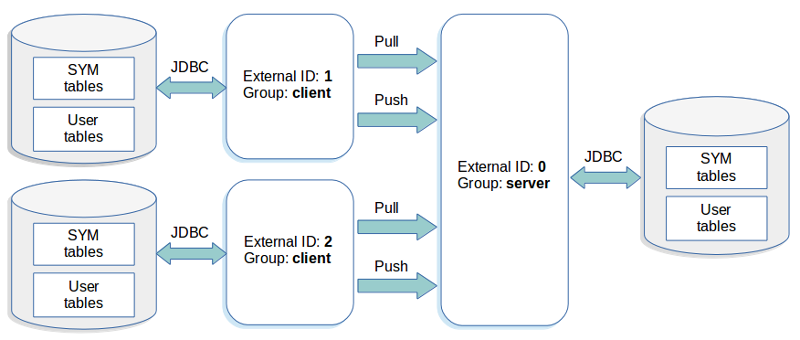 SYM
tables
User
tables
JDBC
External ID: 1
Group: client
Pull
Push
SYM
tables
User
tables
JDBC
External ID: 2
Group: client
Pull
Push
External ID: 0
Group: server
JDBC
SYM
tables
User
tables